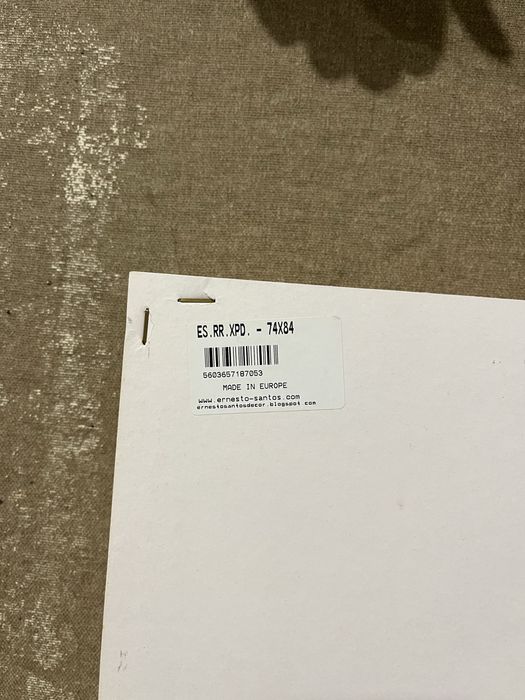 ES.RR.XPD. - 74X84
5603657187053
MADE IN EUROPE
www.ernesto-santos.com
ernestosantosdecor.blogspot.com